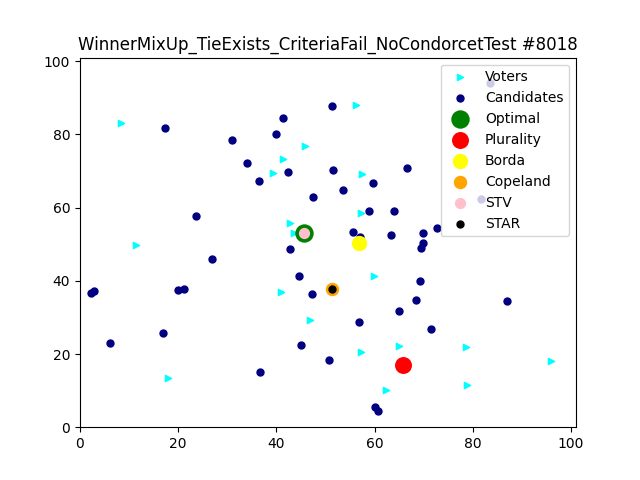 WinnerMixUp_TieExists_CriteriaFail_NoCondorcetTest #8018
100
80
60
40
20
0
0 20 40 60 80 100
Voters
Candidates
Optimal
Plurality
Borda
Copeland
STV
STAR